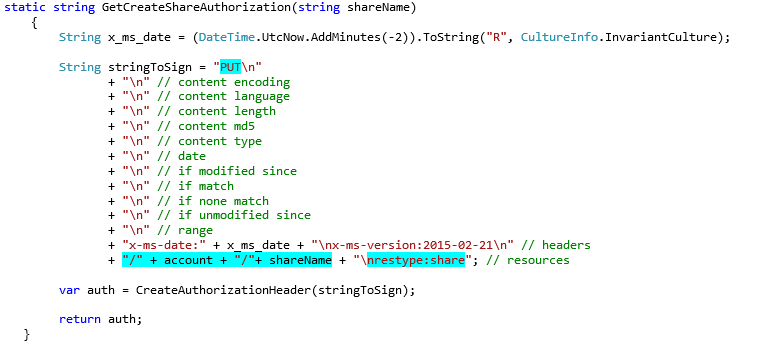 static string GetCreateShareAuthorization(string shareName)
{
String x_ms_date = (DateTime.UtcNow.AddMinutes(-2)).ToString("R", CultureInfo.InvariantCulture);
String stringToSign = "PUT\n"
+ "\n" // content encoding
+ "\n" // content language
+ "\n" // content length
+ "\n" // content md5
+ "\n" // content type
+ "\n" // date
+ "\n" // if modified since
+ "\n" // if match
+ "\n" // if none match
+ "\n" // if unmodified since
+ "\n" // range
+ "x-ms-date:" + x_ms_date + "\nx-ms-version:2015-02-21\n" // headers
+ "/" + account + "/"+ shareName + "\nrestype:share"; // resources
var auth = CreateAuthorizationHeader(stringToSign);
return auth;
}